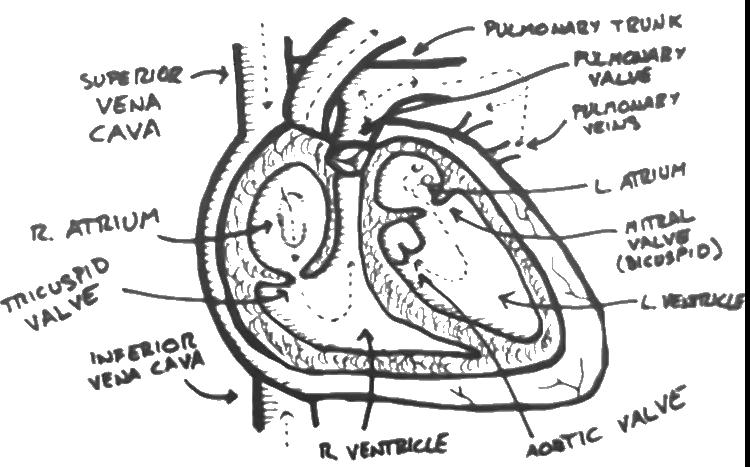 PULMONARY TRUNK
PULMONARY
VALVE
PULMONARY
VEINS
SUPERIOR
VENA
CAVA
L. ATRIUM
R. ATRIUM
MITRAL
VALVE
(BICUSPID)
TRICUSPID
VALVE
L. VENTRICLE
INFERIOR
VENA CAVA
R. VENTRICLE
AORTIC VALVE